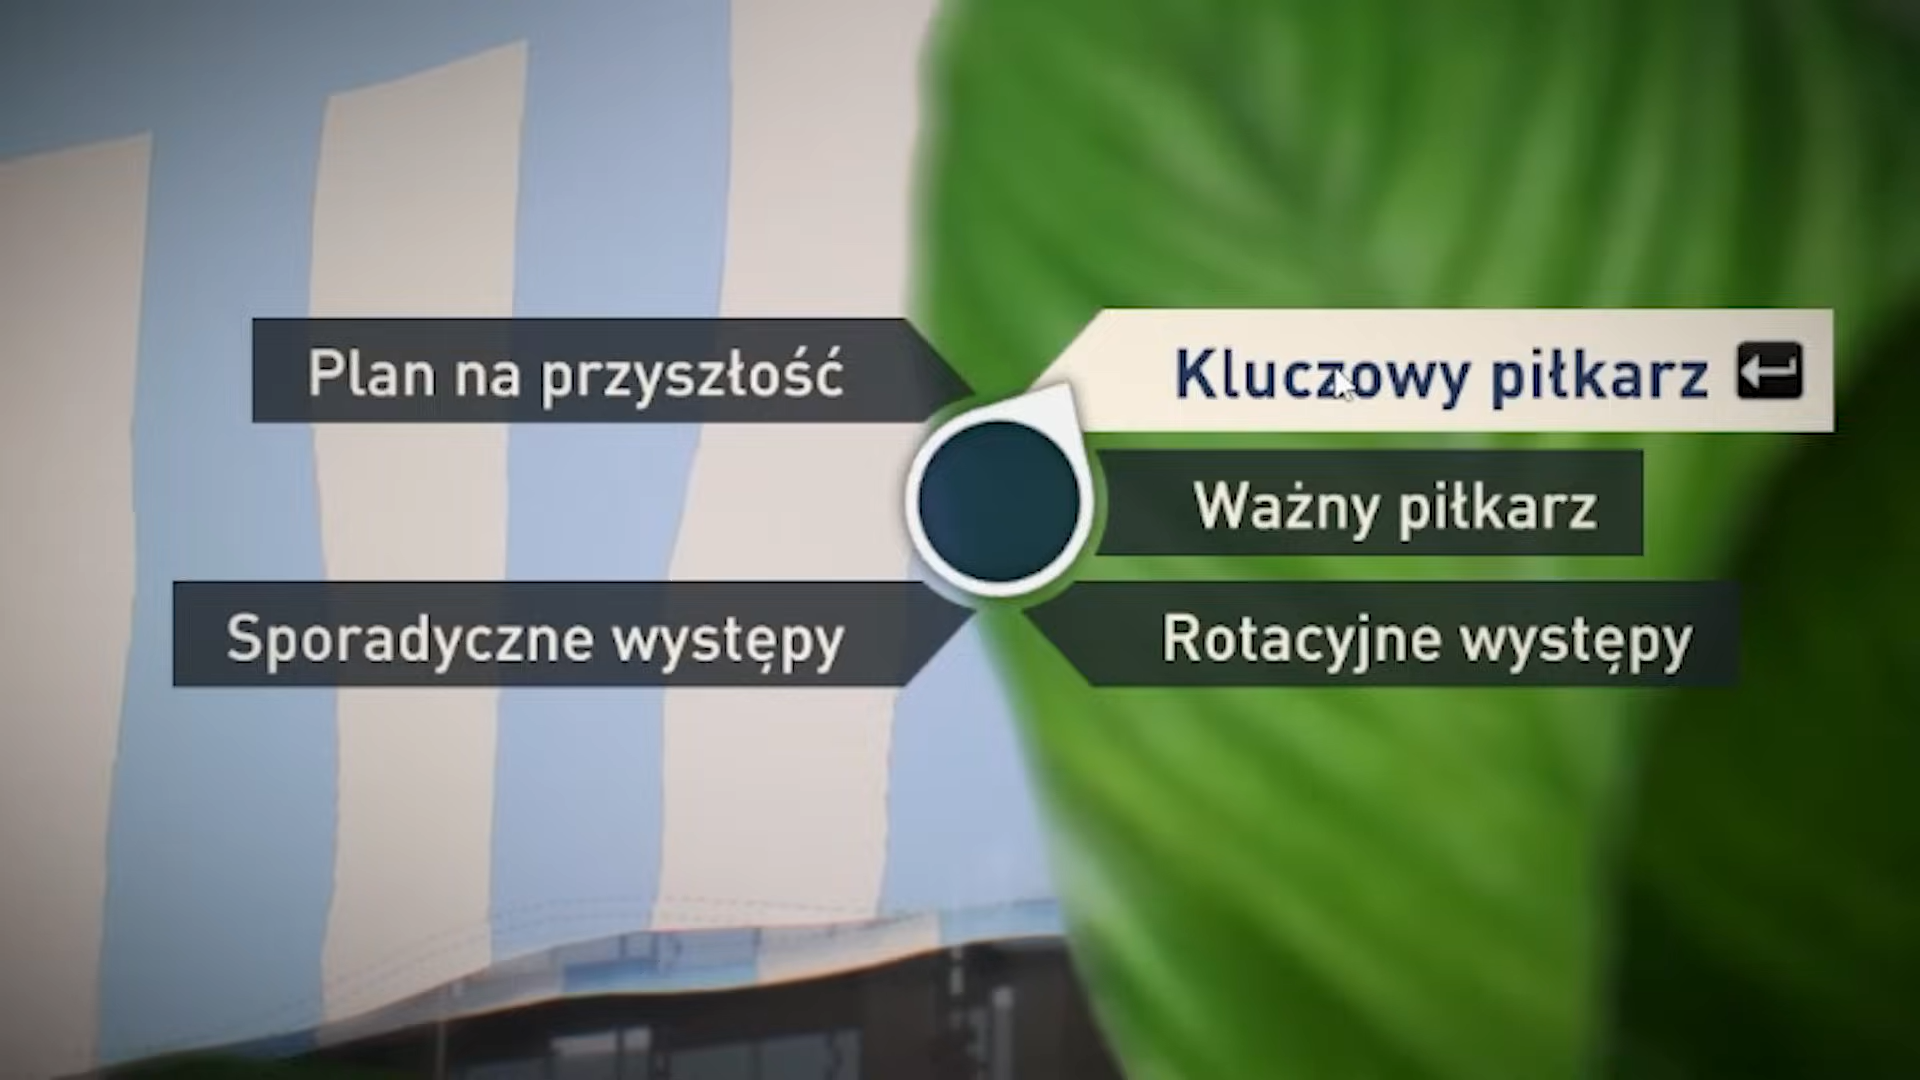 Plan na przyszłość
Kluczowy piłkarz
Ważny piłkarz
Sporadyczne występy
Rotacyjne występy